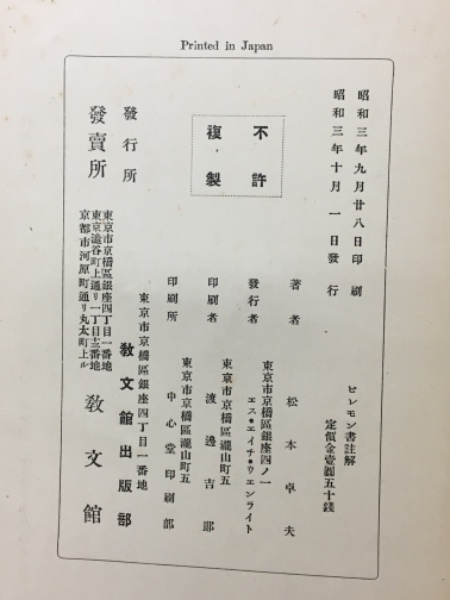 Printed in Japan
昭和三年九月廿八日印刷
昭和三年十月一日發行
ピレモン書註解
定價金壹圓五十錢
不許
複製
著者 松本卓夫
東京市京橋區銀座四ノ一
發行者 エス・エイチ・ウエンライト
東京市京橋區瀧山町五
印刷者 渡邊吉郎
東京市京橋區瀧山町五
印刷所 中心堂印刷部
東京市京橋區銀座四丁目一番地
發行所 敎文館出版部
東京市京橋區銀座四丁目一番地
東京澁谷町上通り一丁目三番地
京都市河原町通リ丸太町上ル
發賣所 敎文館